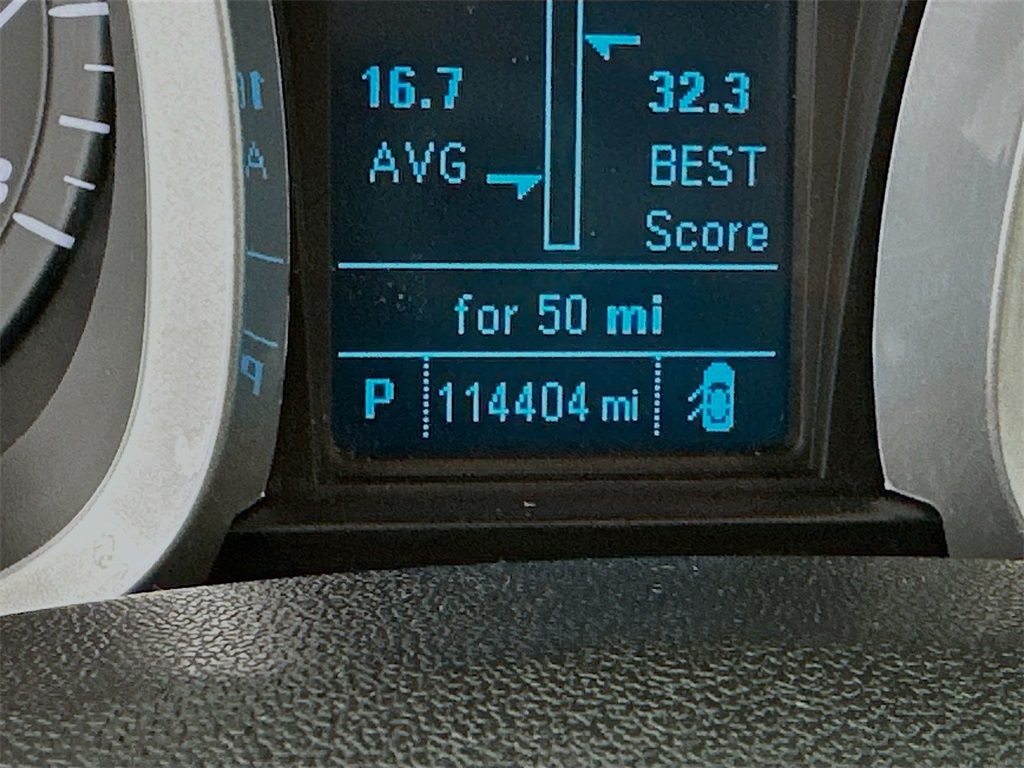 16.7 32.3
AVG BEST
Score
for 50 mi
P 114404 mi